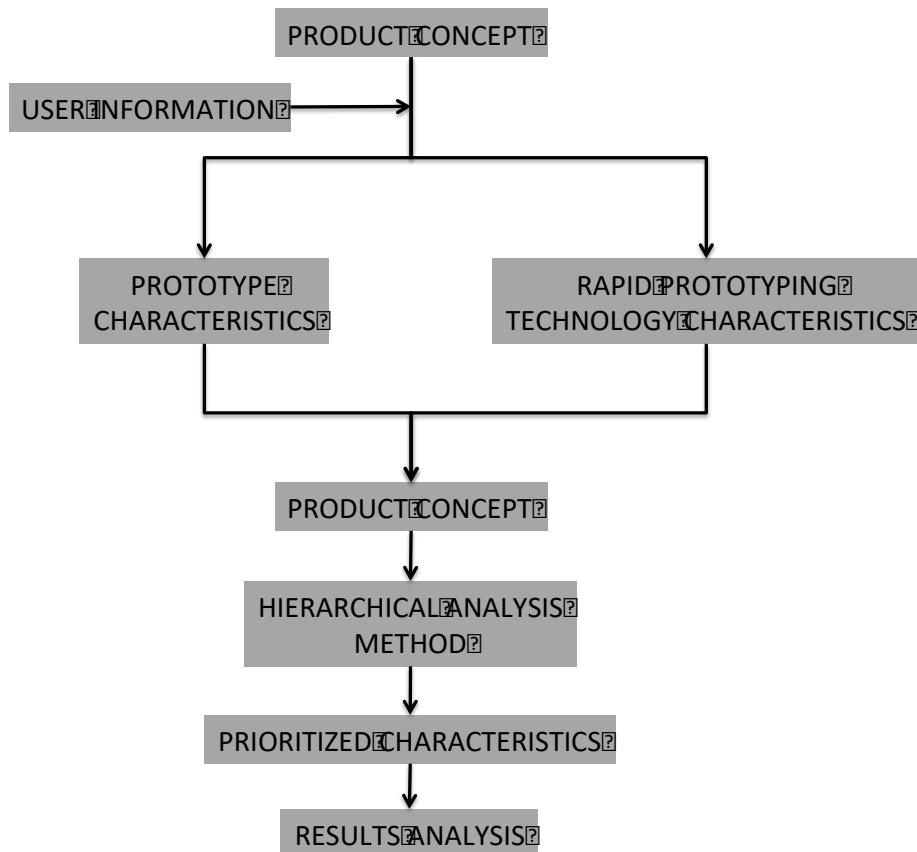 PRODUCT CONCEPT
USER INFORMATION
PROTOTYPE
CHARACTERISTICS
RAPID PROTOTYPING
TECHNOLOGY CHARACTERISTICS
PRODUCT CONCEPT
HIERARCHICAL ANALYSIS
METHOD
PRIORITIZED CHARACTERISTICS
RESULTS ANALYSIS